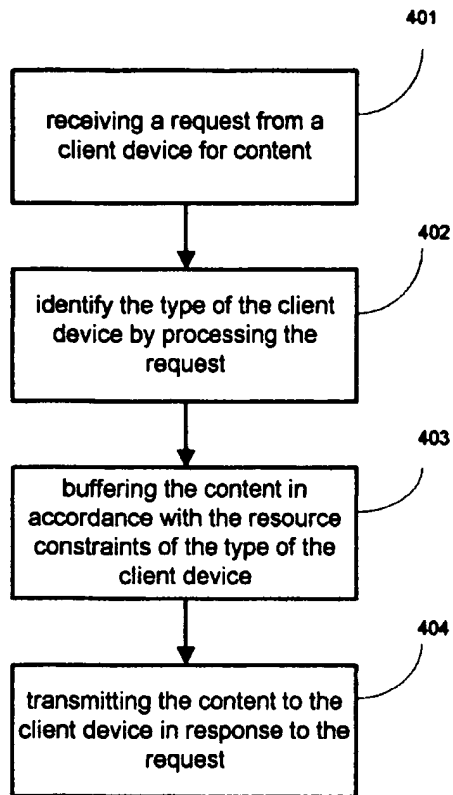 401
receiving a request from a
client device for content
402
identify the type of the client
device by processing the
request
403
buffering the content in
accordance with the resource
constraints of the type of the
client device
404
transmitting the content to the
client device in response to the
request